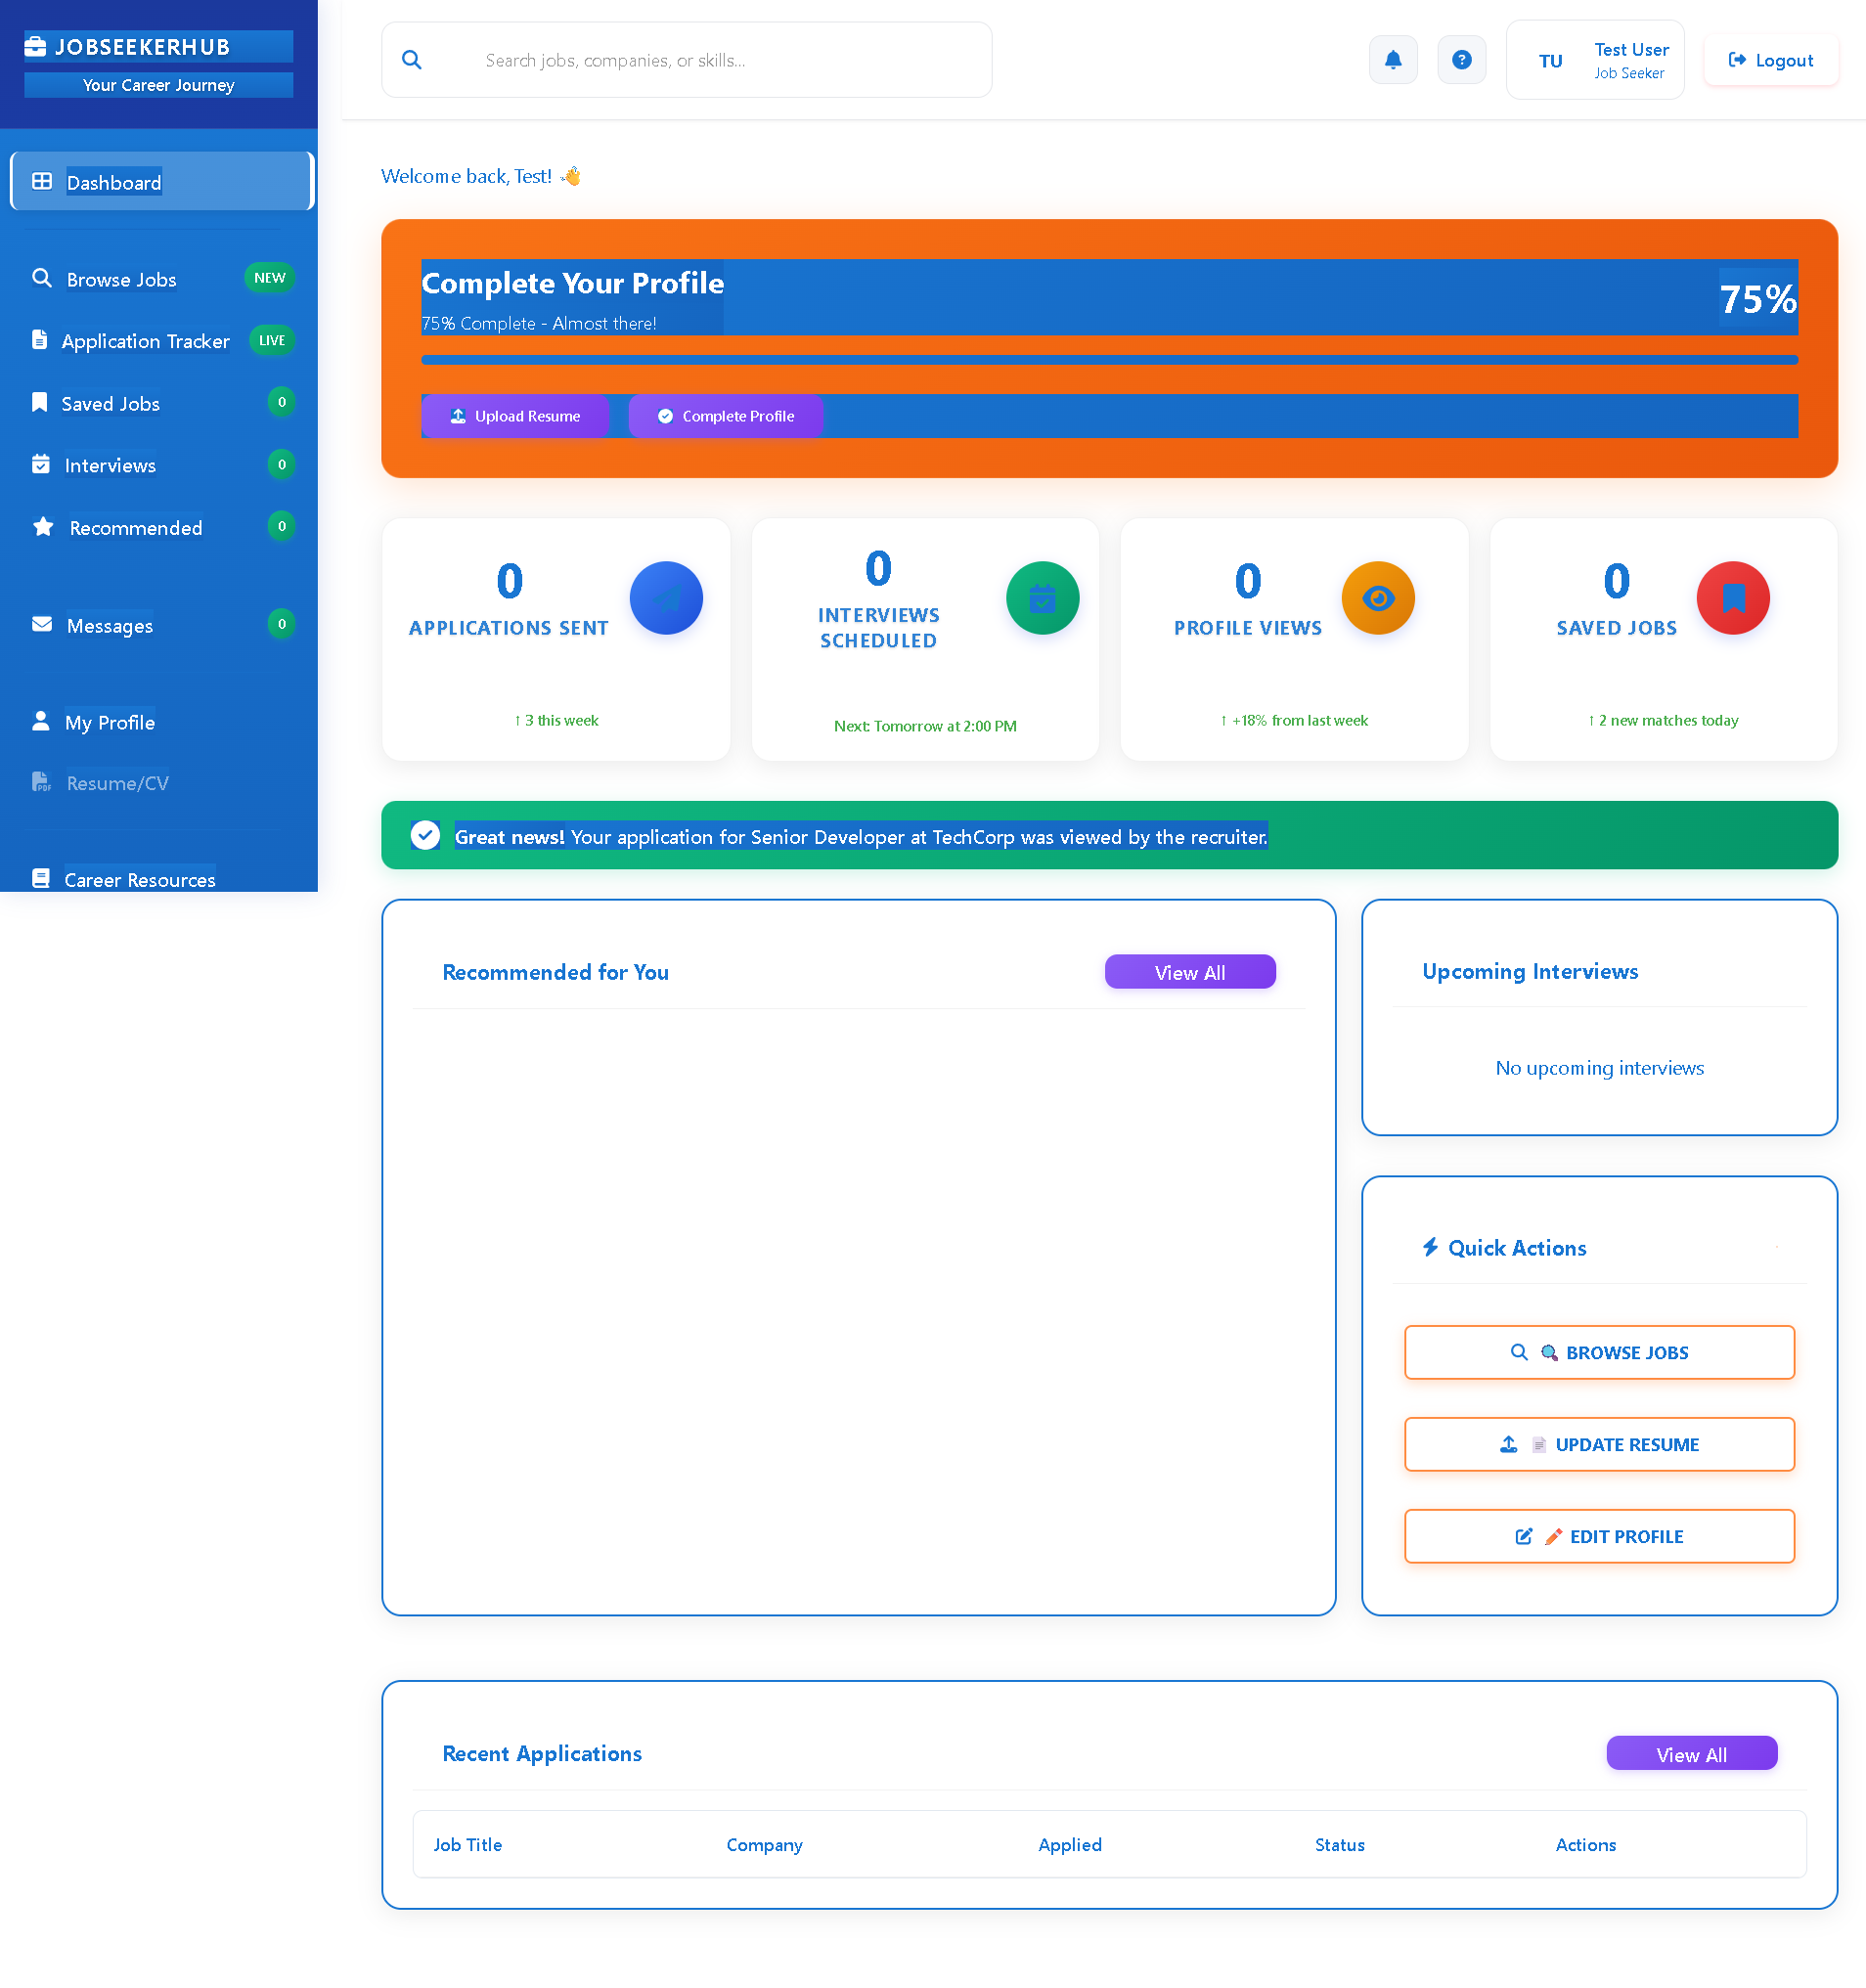 JOBSEEKERHUB
Your Career Journey
Dashboard
Browse Jobs NEW
Application Tracker LIVE
Saved Jobs 0
Interviews 0
Recommended 0
Messages 0
My Profile
Resume/CV
Career Resources
Search jobs, companies, or skills...
TU
Test User
Job Seeker
Logout
Welcome back, Test! 👋
Complete Your Profile
75% Complete - Almost there!
75%
Upload Resume
Complete Profile
0
APPLICATIONS SENT
↑ 3 this week
0
INTERVIEWS
SCHEDULED
Next: Tomorrow at 2:00 PM
0
PROFILE VIEWS
↑ +18% from last week
0
SAVED JOBS
↑ 2 new matches today
Great news! Your application for Senior Developer at TechCorp was viewed by the recruiter.
Recommended for You
View All
Upcoming Interviews
No upcoming interviews
Quick Actions
🔍 BROWSE JOBS
📄 UPDATE RESUME
✏️ EDIT PROFILE
Recent Applications
View All
Job Title Company Applied Status Actions